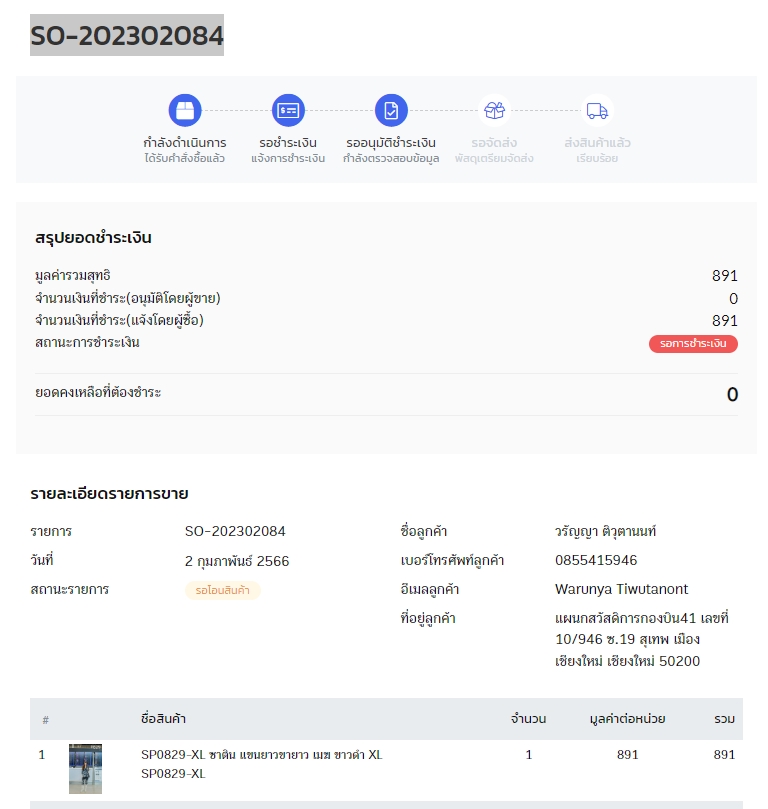 SO-202302084
กำลังดำเนินการ
ได้รับคำสั่งซื้อแล้ว
รอชำระเงิน
แจ้งการชำระเงิน
รออนุมัติชำระเงิน
กำลังตรวจสอบข้อมูล
รอจัดส่ง
พัสดุเตรียมจัดส่ง
ส่งสินค้าแล้ว
เรียบร้อย
สรุปยอดชำระเงิน
มูลค่ารวมสุทธิ 891
จำนวนเงินที่ชำระ(อนุมัติโดยผู้ขาย) 0
จำนวนเงินที่ชำระ(แจ้งโดยผู้ซื้อ) 891
สถานะการชำระเงิน รอการชำระเงิน
ยอดคงเหลือที่ต้องชำระ 0
รายละเอียดรายการขาย
รายการ SO-202302084
วันที่ 2 กุมภาพันธ์ 2566
สถานะรายการ รอโอนสินค้า
ชื่อลูกค้า วรัญญา ติวุตานนท์
เบอร์โทรศัพท์ลูกค้า 0855415946
อีเมลลูกค้า Warunya Tiwutanont
ที่อยู่ลูกค้า แผนกสวัสดิการกองบิน41 เลขที่
10/946 ซ.19 สุเทพ เมือง
เชียงใหม่ เชียงใหม่ 50200
# ชื่อสินค้า จำนวน มูลค่าต่อหน่วย รวม
1 SP0829-XL ซาติน แขนยาวขายาว เมฆ ขาวดำ XL 1 891 891
SP0829-XL